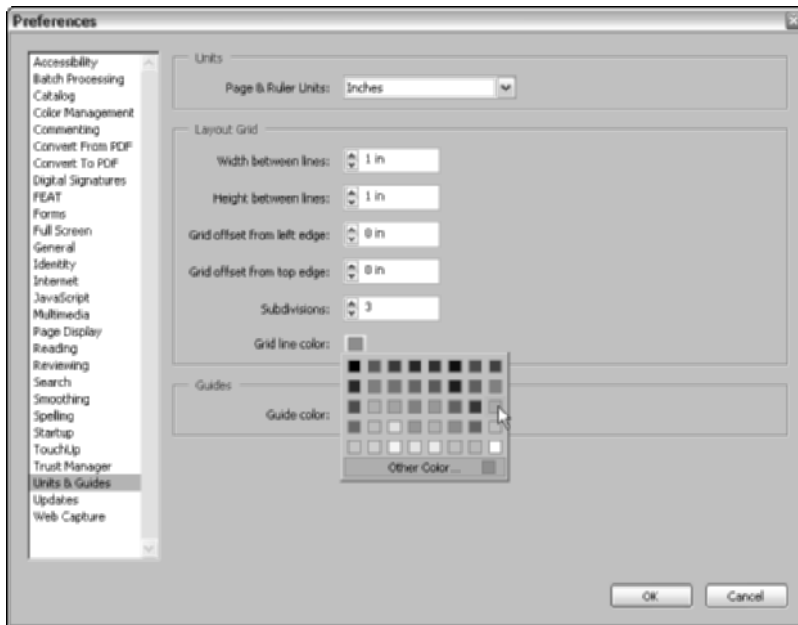 Preferences
Accessibility
Batch Processing
Catalog
Color Management
Commenting
Convert From PDF
Convert To PDF
Digital Signatures
FEAT
Forms
Full Screen
General
Identity
Internet
JavaScript
Multimedia
Page Display
Reading
Reviewing
Search
Smoothing
Spelling
Startup
TouchUp
Trust Manager
Units & Guides
Updates
Web Capture
Units
Page & Ruler Units: Inches
Layout Grid
Width between lines: 1 in
Height between lines: 1 in
Grid offset from left edge: 0 in
Grid offset from top edge: 0 in
Subdivisions: 3
Grid line color:
Guides
Guide color:
Other Color...
OK
Cancel